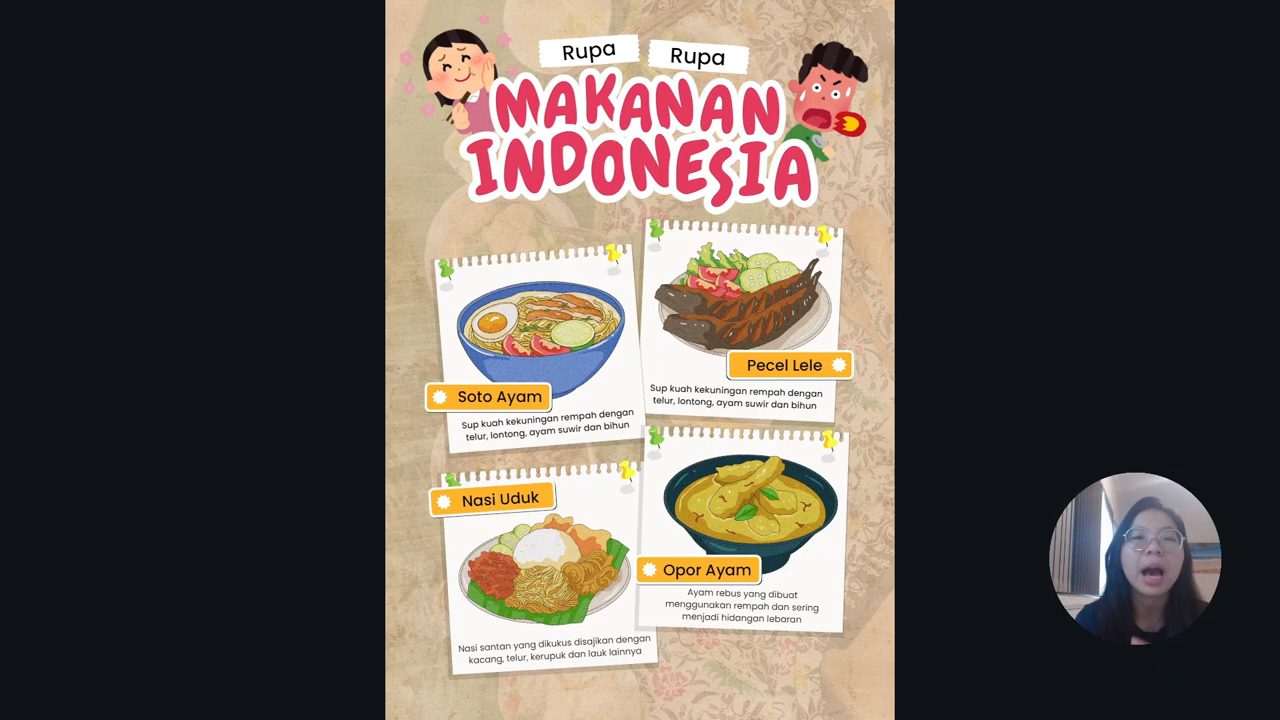 Rupa Rupa
MAKANAN
INDONESIA
Soto Ayam
Sup kuah kekuningan rempah dengan
telur, lontong, ayam suwir dan bihun
Pecel Lele
Sup kuah kekuningan rempah dengan
telur, lontong, ayam suwir dan bihun
Nasi Uduk
Nasi santan yang dikukus disajikan dengan
kacang, telur, kerupuk dan lauk lainnya
Opor Ayam
Ayam rebus yang dibuat
menggunakan rempah dan sering
menjadi hidangan lebaran